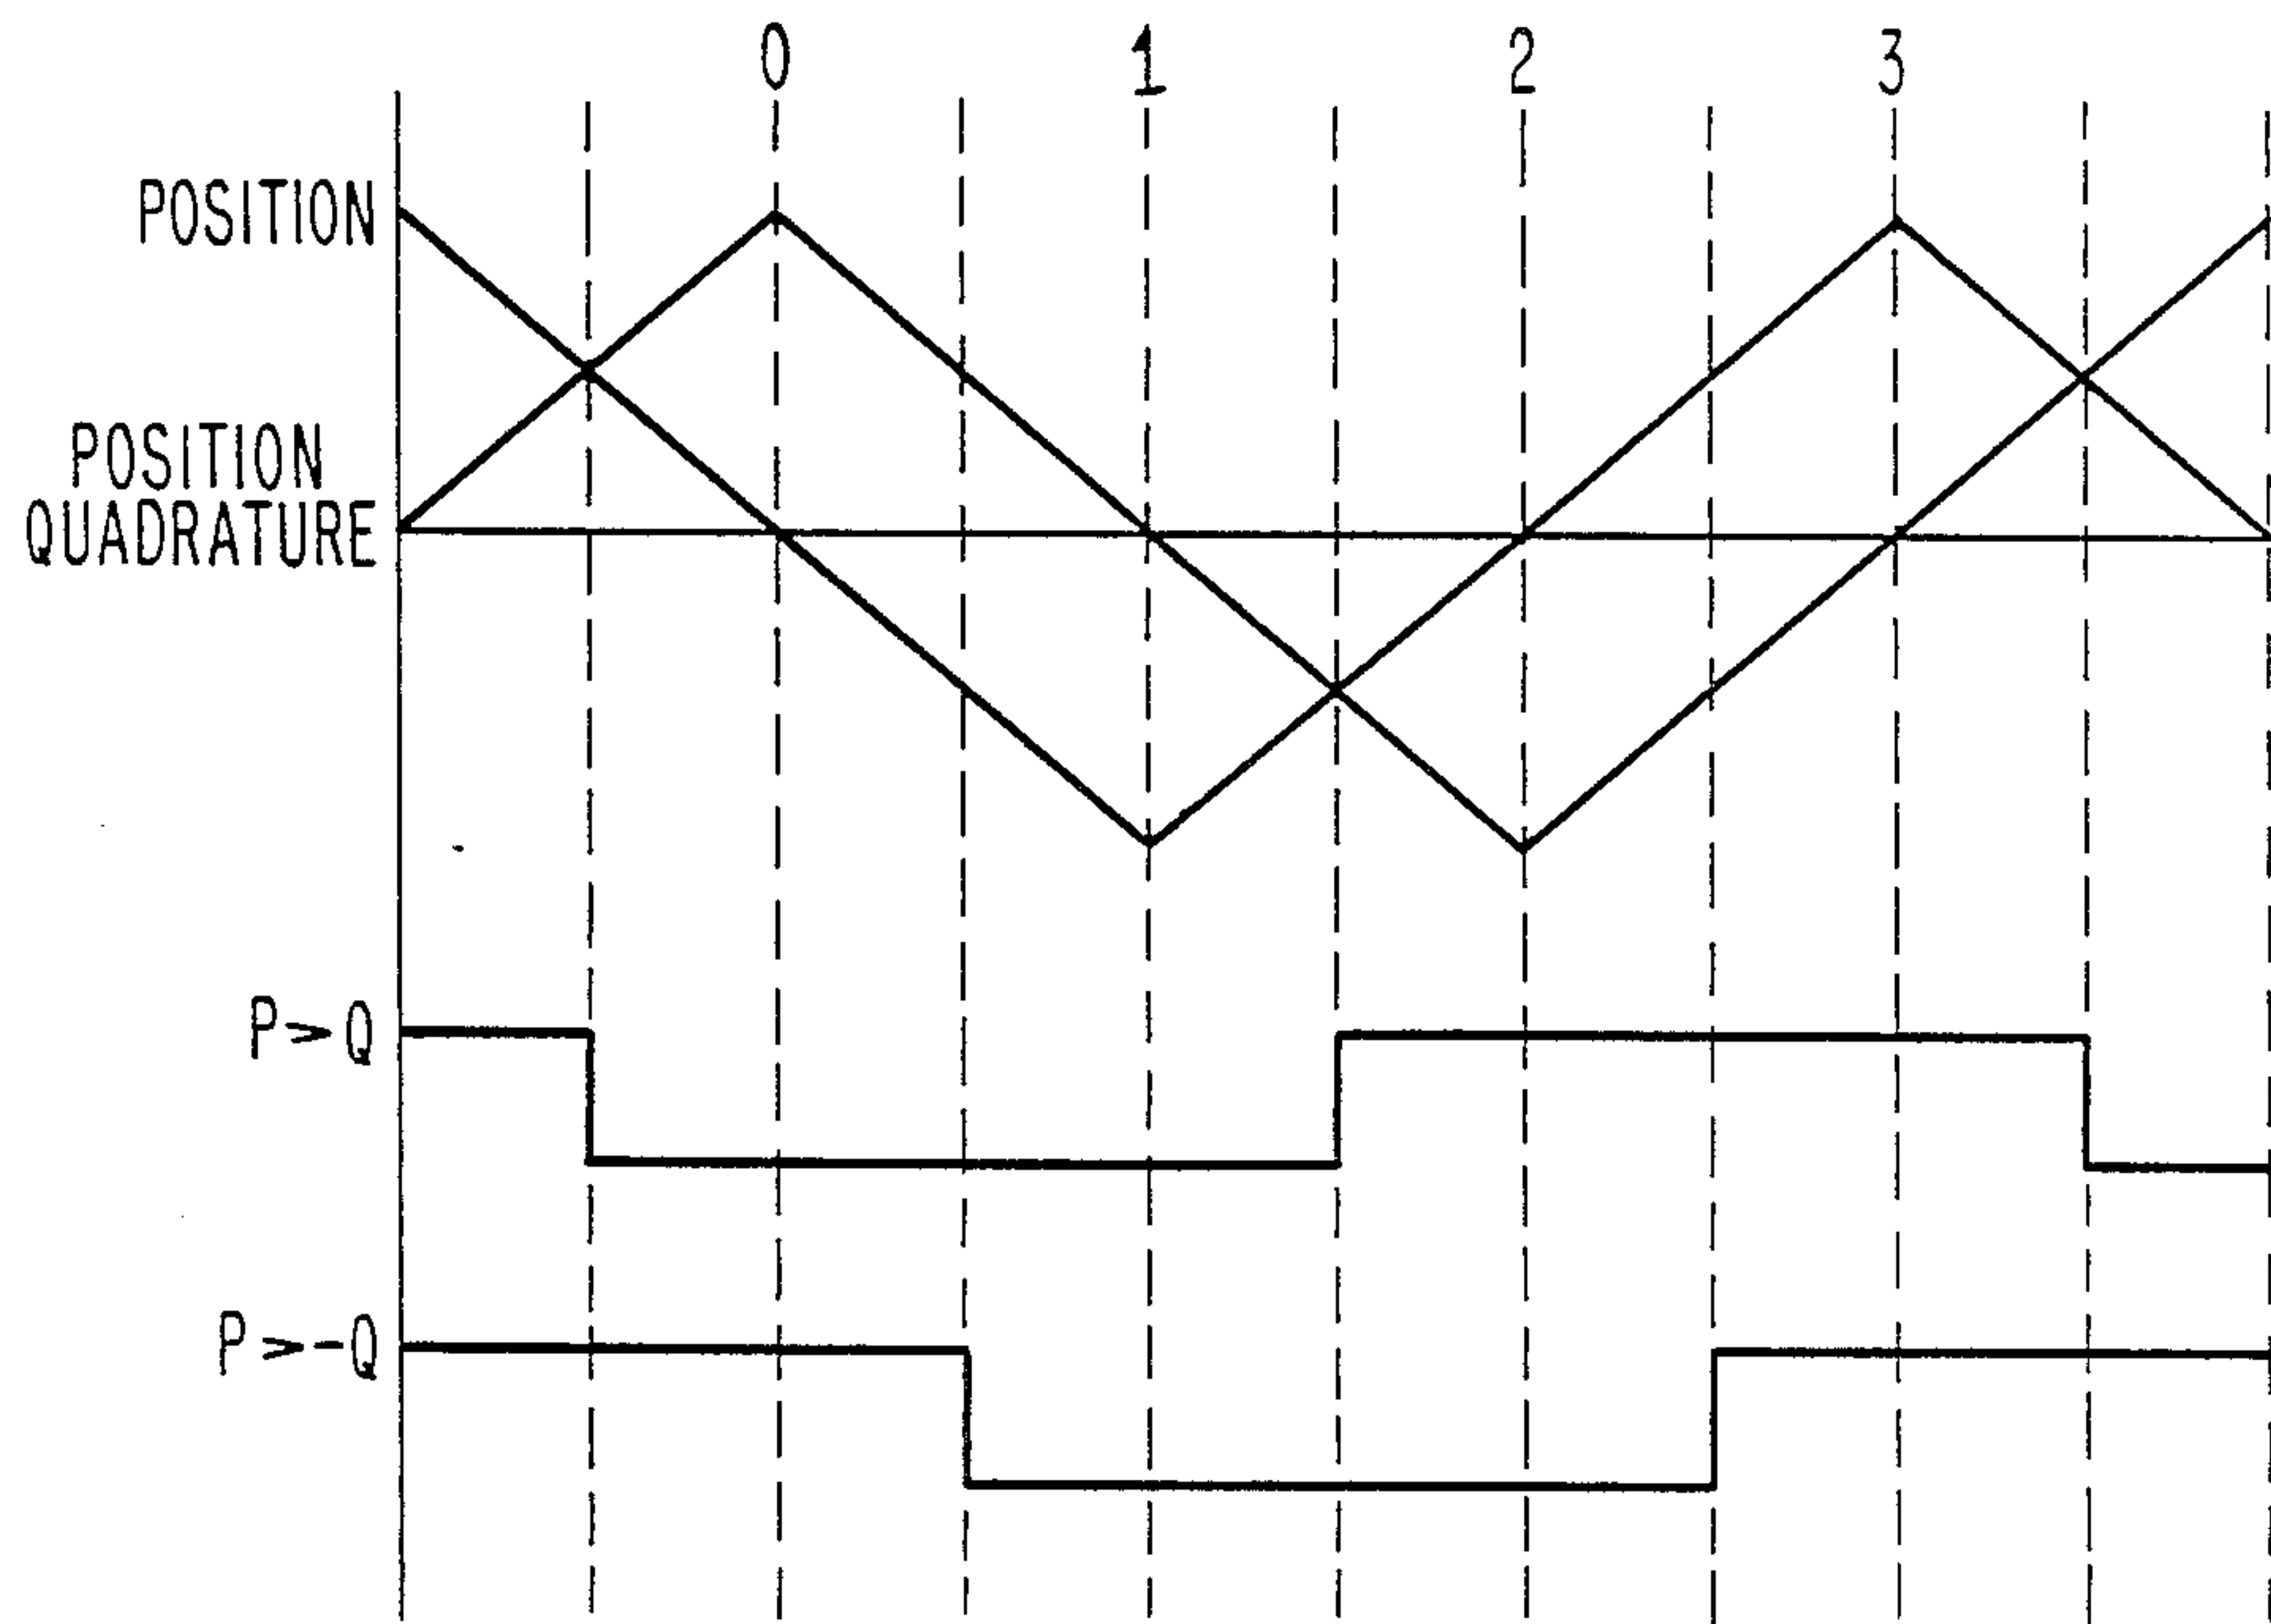 0 1 2 3
POSITION
POSITION
QUADRATURE
P>Q
P>-Q